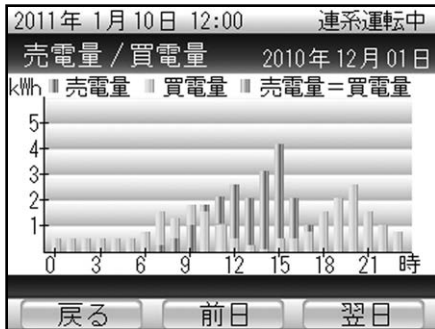 2011年 1月10日 12:00 連系運転中
売電量/買電量 2010年12月01日
kWh 売電量 買電量 売電量=買電量
5
4
3
2
1
0 3 6 9 12 15 18 21 時
戻る 前日 翌日